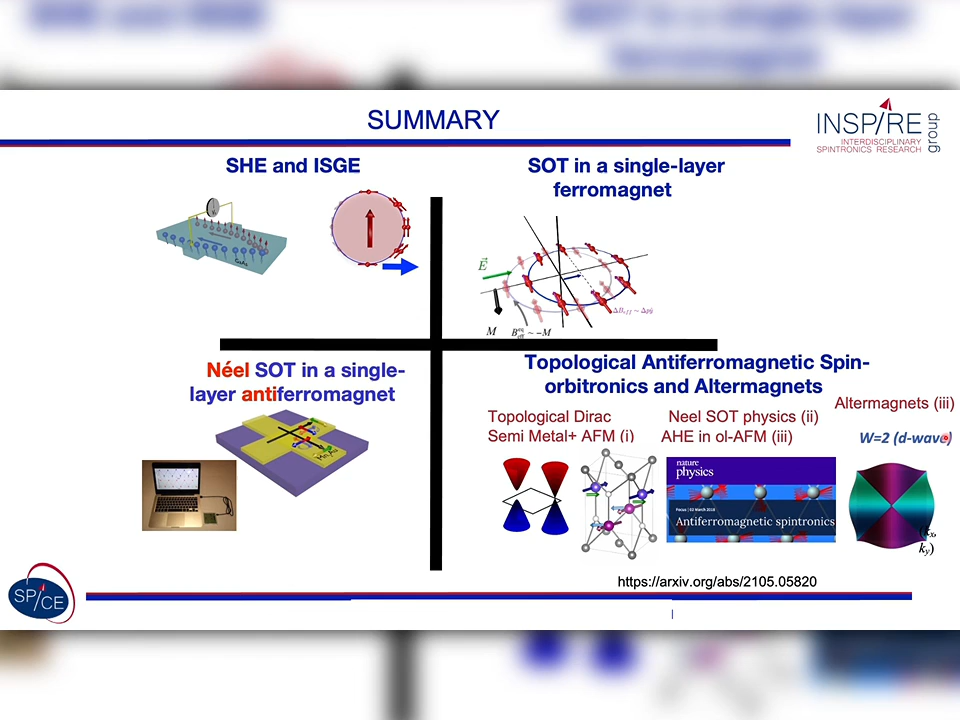 SUMMARY
INSPIRE group
INTERDISCIPLINARY
SPINTRONICS RESEARCH
SHE and ISGE
SOT in a single-layer
ferromagnet
GaAs
E
M
Néel SOT in a single-
layer antiferromagnet
Topological Antiferromagnetic Spin-
orbitronics and Altermagnets
Topological Dirac
Semi Metal+ AFM (i)
Neel SOT physics (ii)
AHE in ol-AFM (iii)
Altermagnets (iii)
W=2 (d-wave)
nature
physics
Focus | 02 March 2018
Antiferromagnetic spintronics
(kx,
ky)
https://arxiv.org/abs/2105.05820
SPICE